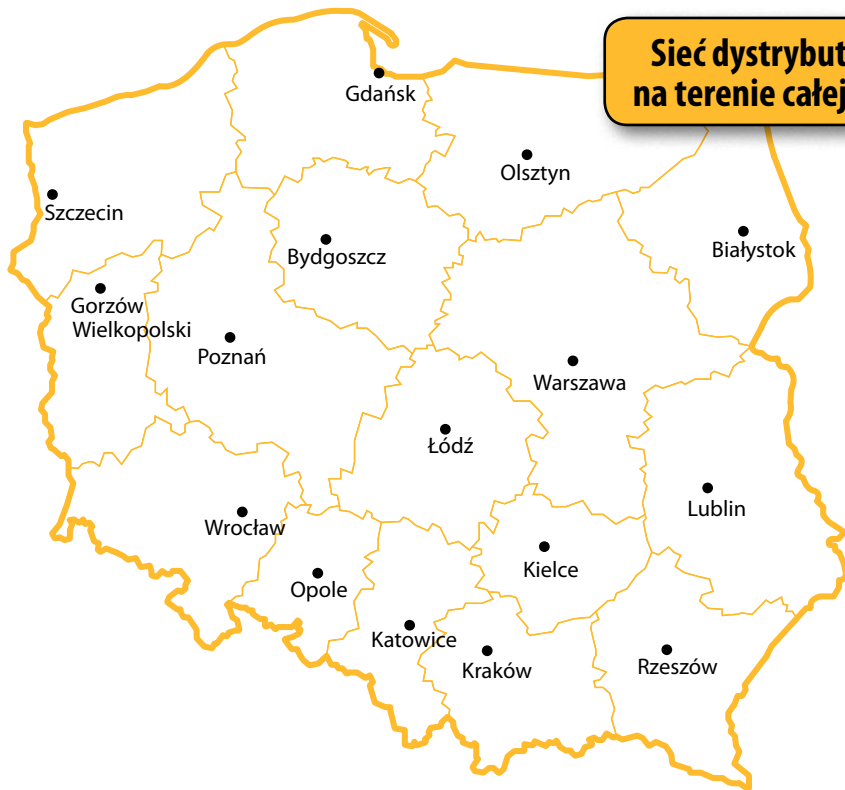 Sieć dystrybut
na terenie całej
Gdańsk
Olsztyn
Szczecin
Białystok
Bydgoszcz
Gorzów
Wielkopolski
Poznań
Warszawa
Łódź
Lublin
Wrocław
Kielce
Opole
Katowice
Kraków
Rzeszów